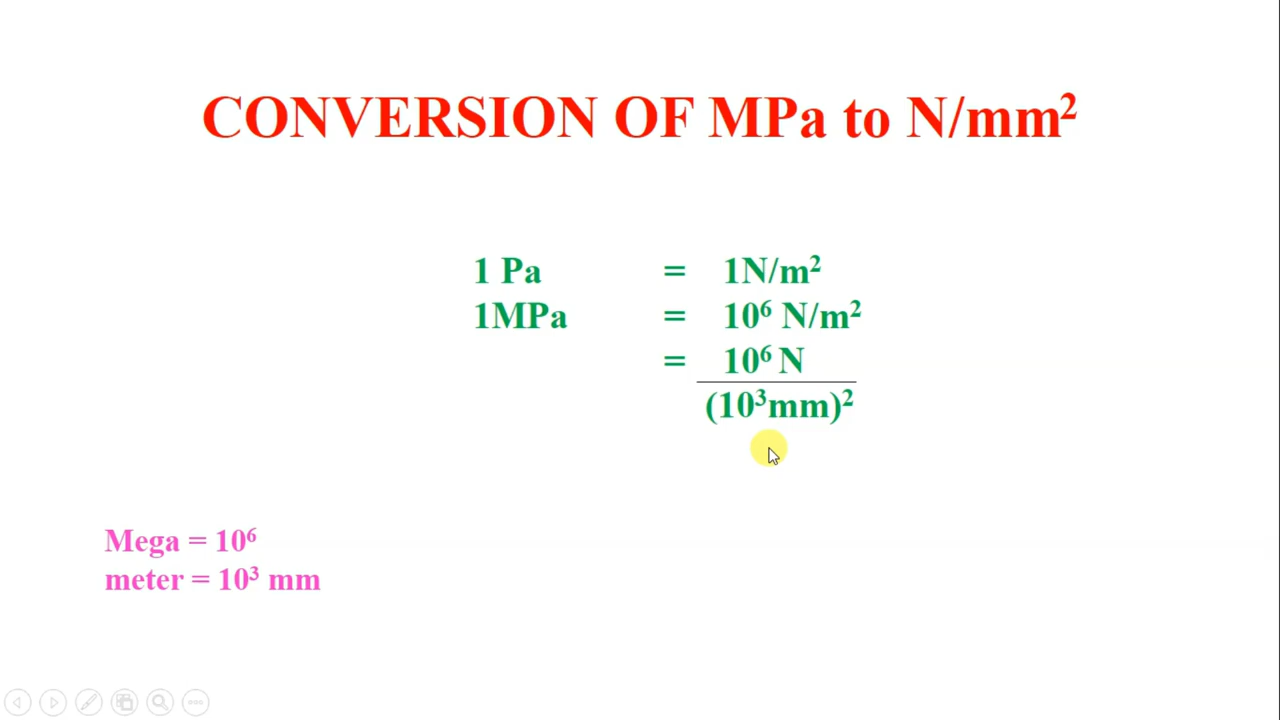 CONVERSION OF MPa to N/mm²
1 Pa = 1N/m²
1MPa = 10⁶ N/m²
= 10⁶ N
(10³mm)²
Mega = 10⁶
meter = 10³ mm